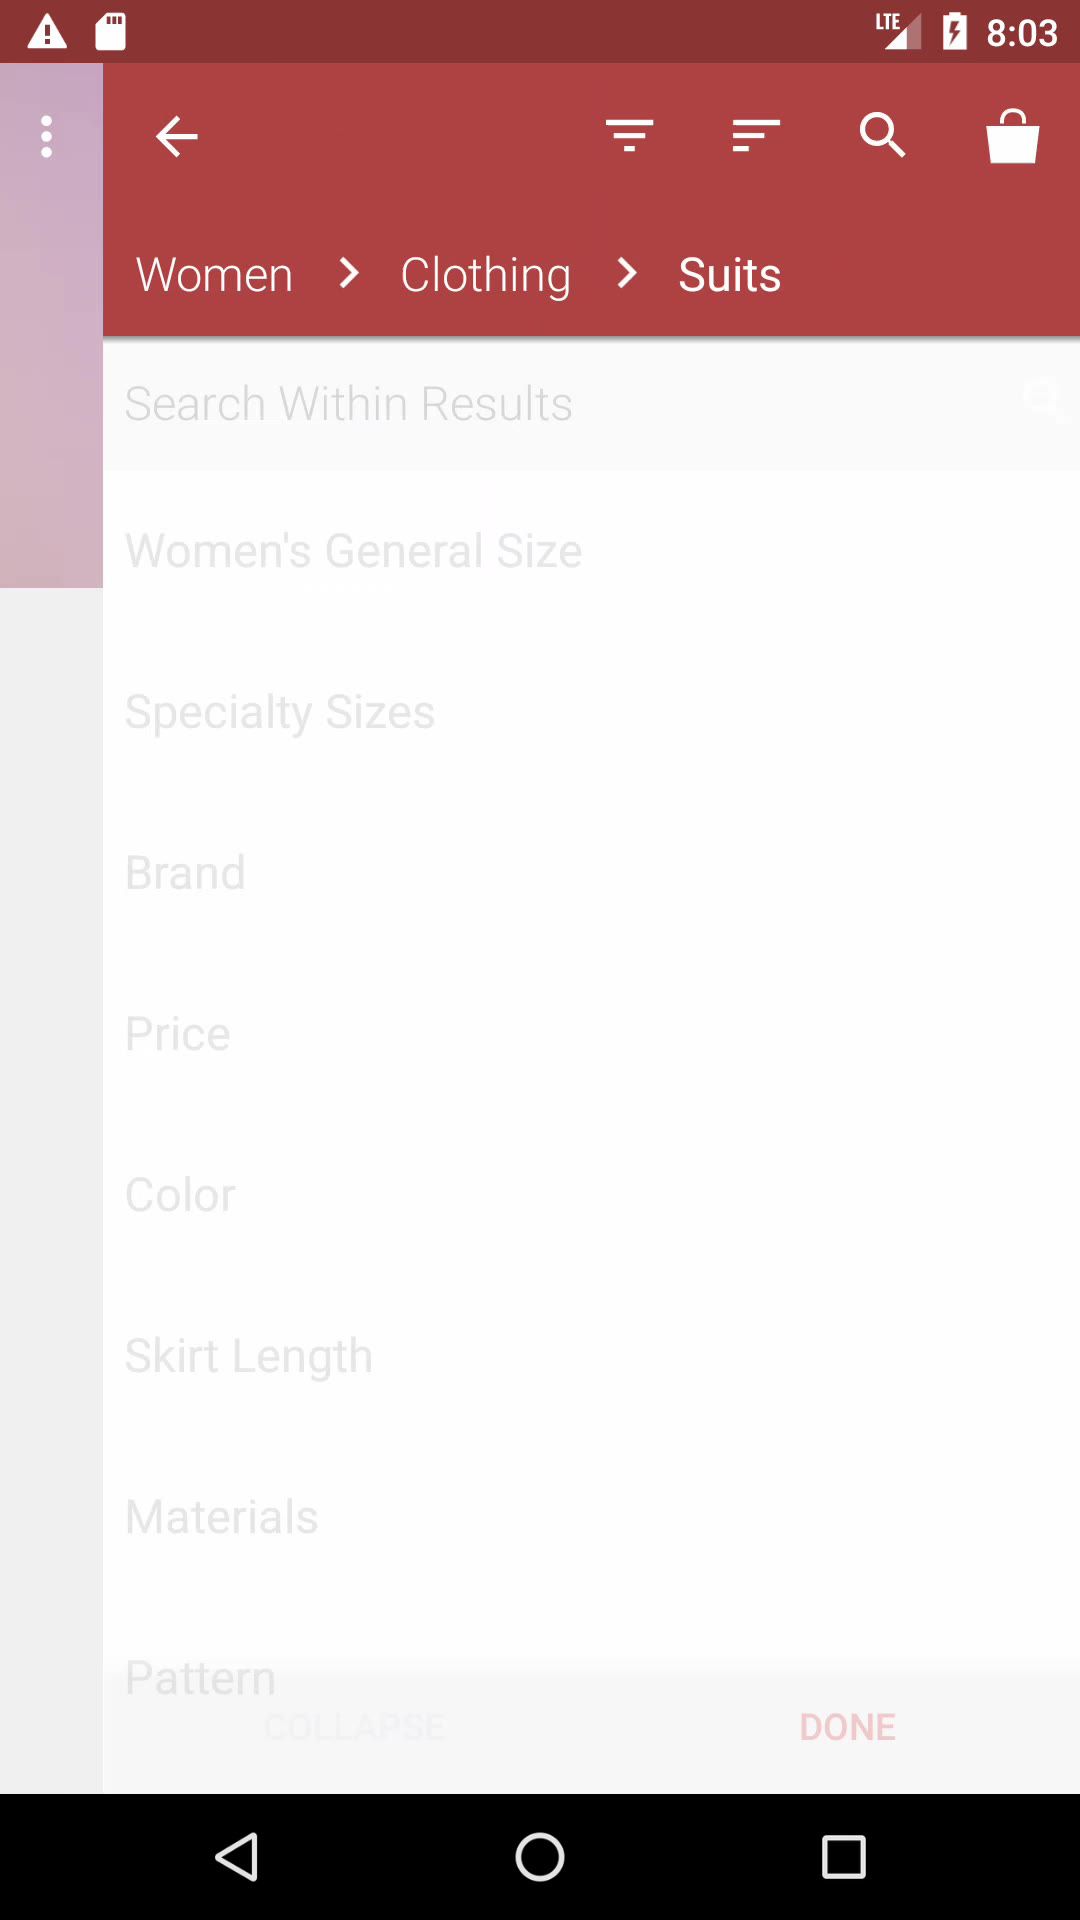 LTE 8:03
Women Clothing Suits
Search Within Results
Women's General Size
Specialty Sizes
Brand
Price
Color
Skirt Length
Materials
Pattern
COLLAPSE DONE